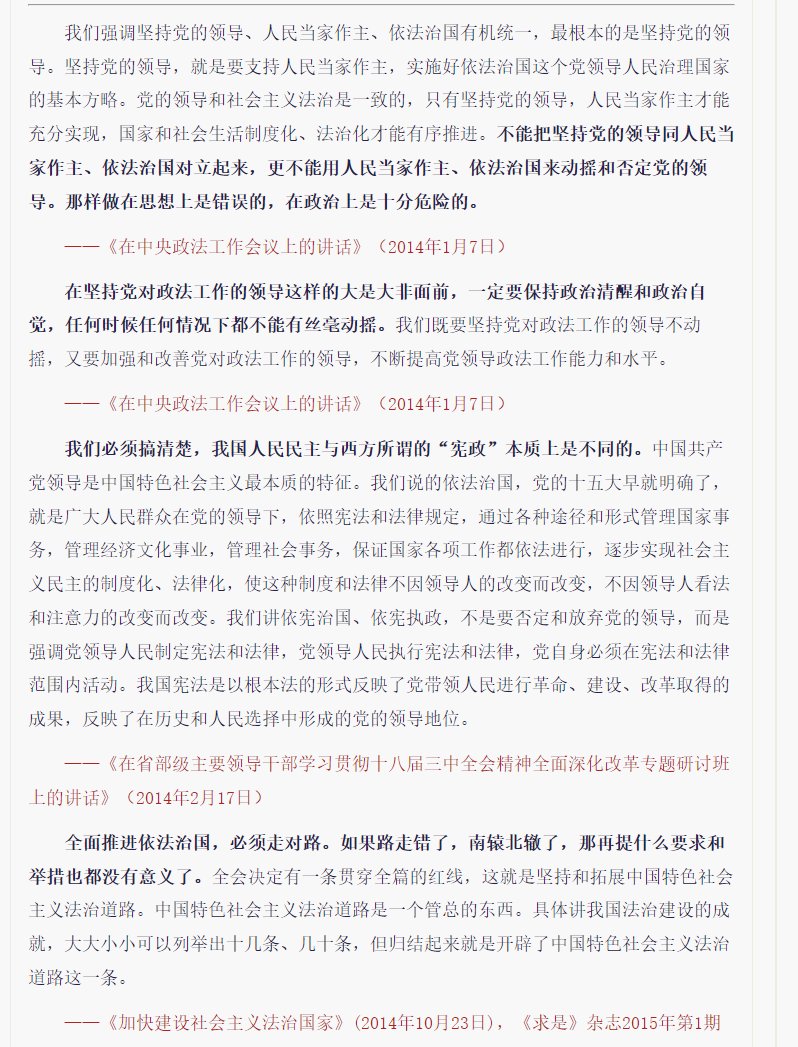 我们强调坚持党的领导、人民当家作主、依法治国有机统一，最根本的是坚持党的领
导。坚持党的领导，就是要支持人民当家作主，实施好依法治国这个党领导人民治理国家
的基本方略。党的领导和社会主义法治是一致的，只有坚持党的领导，人民当家作主才能
充分实现，国家和社会生活制度化、法治化才能有序推进。不能把坚持党的领导同人民当
家作主、依法治国对立起来，更不能用人民当家作主、依法治国来动摇和否定党的领
导。那样做在思想上是错误的，在政治上是十分危险的。
——《在中央政法工作会议上的讲话》（2014年1月7日）
在坚持党对政法工作的领导这样的大是大非面前，一定要保持政治清醒和政治自
觉，任何时候任何情况下都不能有丝毫动摇。我们既要坚持党对政法工作的领导不动
摇，又要加强和改善党对政法工作的领导，不断提高党领导政法工作能力和水平。
——《在中央政法工作会议上的讲话》（2014年1月7日）
我们必须搞清楚，我国人民民主与西方所谓的“宪政”本质上是不同的。中国共产
党领导是中国特色社会主义最本质的特征。我们说的依法治国，党的十五大早就明确了，
就是广大人民群众在党的领导下，依照宪法和法律规定，通过各种途径和形式管理国家事
务，管理经济文化事业，管理社会事务，保证国家各项工作都依法进行，逐步实现社会主
义民主的制度化、法律化，使这种制度和法律不因领导人的改变而改变，不因领导人看法
和注意力的改变而改变。我们讲依宪治国、依宪执政，不是要否定和放弃党的领导，而是
强调党领导人民制定宪法和法律，党领导人民执行宪法和法律，党自身必须在宪法和法律
范围内活动。我国宪法是以根本法的形式反映了党带领人民进行革命、建设、改革取得的
成果，反映了在历史和人民选择中形成的党的领导地位。
——《在省部级主要领导干部学习贯彻十八届三中全会精神全面深化改革专题研讨班
上的讲话》（2014年2月17日）
全面推进依法治国，必须走对路。如果路走错了，南辕北辙了，那再提什么要求和
举措也都没有意义了。全会决定有一条贯穿全篇的红线，这就是坚持和拓展中国特色社会
主义法治道路。中国特色社会主义法治道路是一个管总的东西。具体讲我国法治建设的成
就，大大小小可以列举出十几条、几十条，但归结起来就是开辟了中国特色社会主义法治
道路这一条。
——《加快建设社会主义法治国家》(2014年10月23日)，《求是》杂志2015年第1期